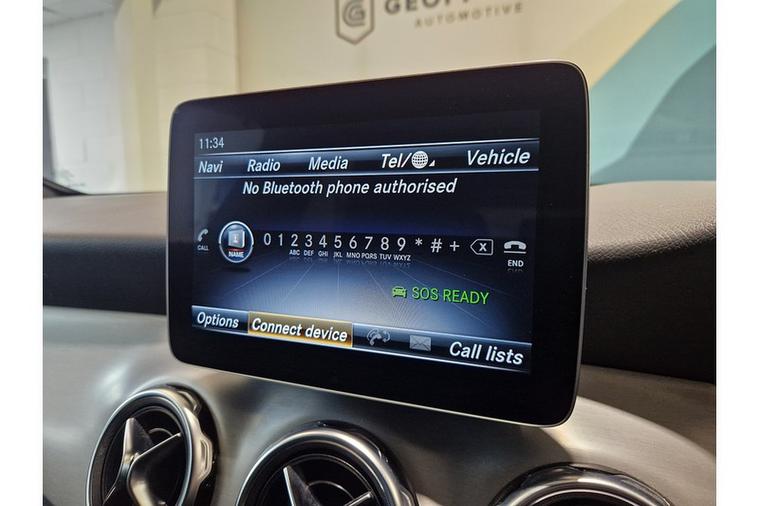 AUTOMOTIVE
11:34
Navi Radio Media Tel/ Vehicle
No Bluetooth phone authorised
CALL NAME 0 1 2 3 4 5 6 7 8 9 * # + END
ABC DEF GHI JKL MNO PQRS TUV WXYZ
SOS READY
Options Connect device Call lists